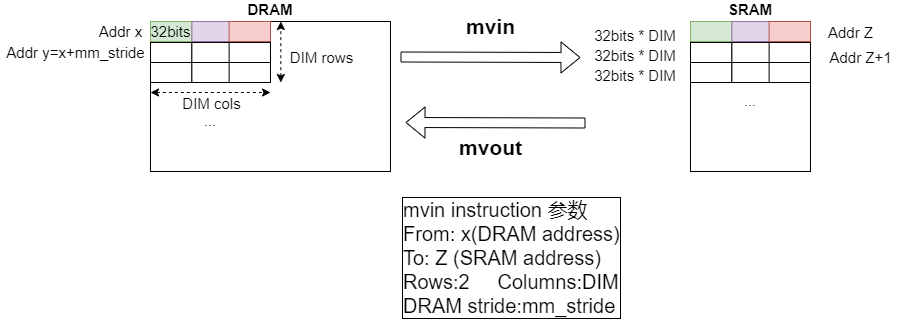 DRAM
SRAM
Addr x
32bits
mvin
32bits * DIM
Addr Z
Addr y=x+mm_stride
DIM rows
32bits * DIM
Addr Z+1
32bits * DIM
DIM cols
...
...
mvout
mvin instruction 参数
From: x(DRAM address)
To: Z (SRAM address)
Rows:2 Columns:DIM
DRAM stride:mm_stride